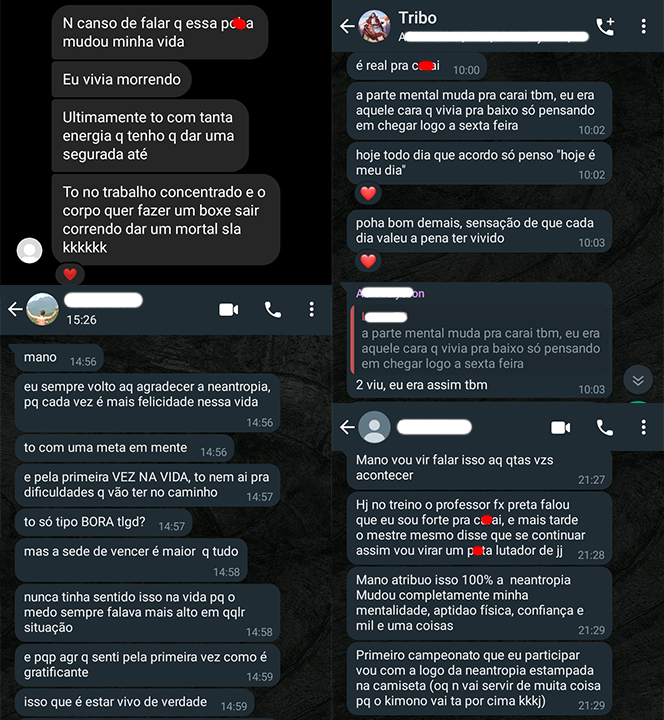 N canso de falar q essa po a
mudou minha vida
Eu vivia morrendo
Ultimamente to com tanta
energia q tenho q dar uma
segurada até
To no trabalho concentrado e o
corpo quer fazer um boxe sair
correndo dar um mortal sla
kkkkkk
15:26
mano 14:56
eu sempre volto aq agradecer a neantropia,
pq cada vez é mais felicidade nessa vida
14:56
to com uma meta em mente 14:56
e pela primeira VEZ NA VIDA, to nem ai pra
dificuldades q vão ter no caminho 14:57
to só tipo BORA tlgd? 14:57
mas a sede de vencer é maior q tudo
14:58
nunca tinha sentido isso na vida pq o
medo sempre falava mais alto em qqlr
situação 14:58
e pqp agr q senti pela primeira vez como é
gratificante 14:59
isso que é estar vivo de verdade 14:59
Tribo
é real pra c ai 10:00
a parte mental muda pra carai tbm, eu era
aquele cara q vivia pra baixo só pensando
em chegar logo a sexta feira 10:02
hoje todo dia que acordo só penso "hoje é
meu dia" 10:02
poha bom demais, sensação de que cada
dia valeu a pena ter vivido 10:03
a parte mental muda pra carai tbm, eu era
aquele cara q vivia pra baixo só pensando
em chegar logo a sexta feira
2 viu, eu era assim tbm 10:03
Mano vou vir falar isso aq qtas vzs
acontecer 21:27
Hj no treino o professor fx preta falou
que eu sou forte pra c ai, e mais tarde
o mestre mesmo disse que se continuar
assim vou virar um p ta lutador de jj 21:28
Mano atribuo isso 100% a neantropia
Mudou completamente minha
mentalidade, aptidao física, confiança e
mil e uma coisas 21:29
Primeiro campeonato que eu participar
vou com a logo da neantropia estampada
na camiseta (oq n vai servir de muita coisa
pq o kimono vai ta por cima kkkj) 21:29